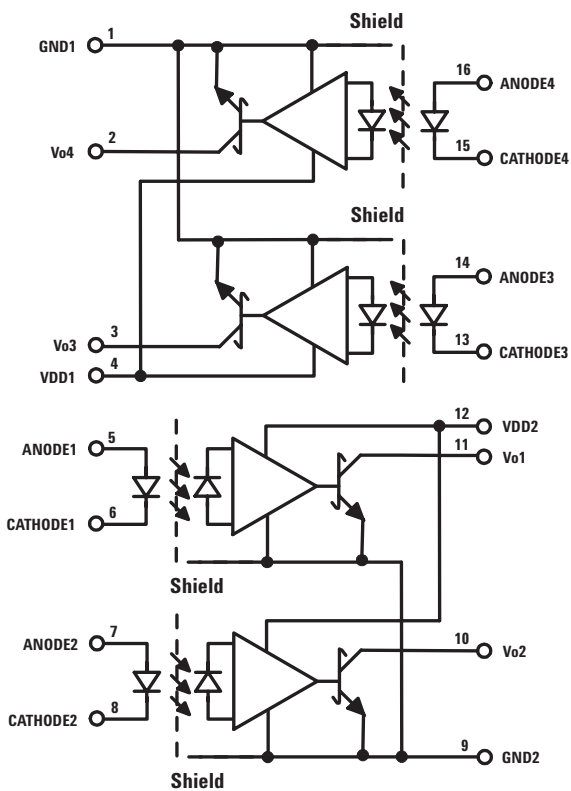 Shield
GND1 1
16 ANODE4
2
Vo4
15 CATHODE4
Shield
14 ANODE3
3
Vo3
13 CATHODE3
4
VDD1
12 VDD2
ANODE1 5
11 Vo1
CATHODE1 6
Shield
ANODE2 7
10 Vo2
CATHODE2 8
9 GND2
Shield